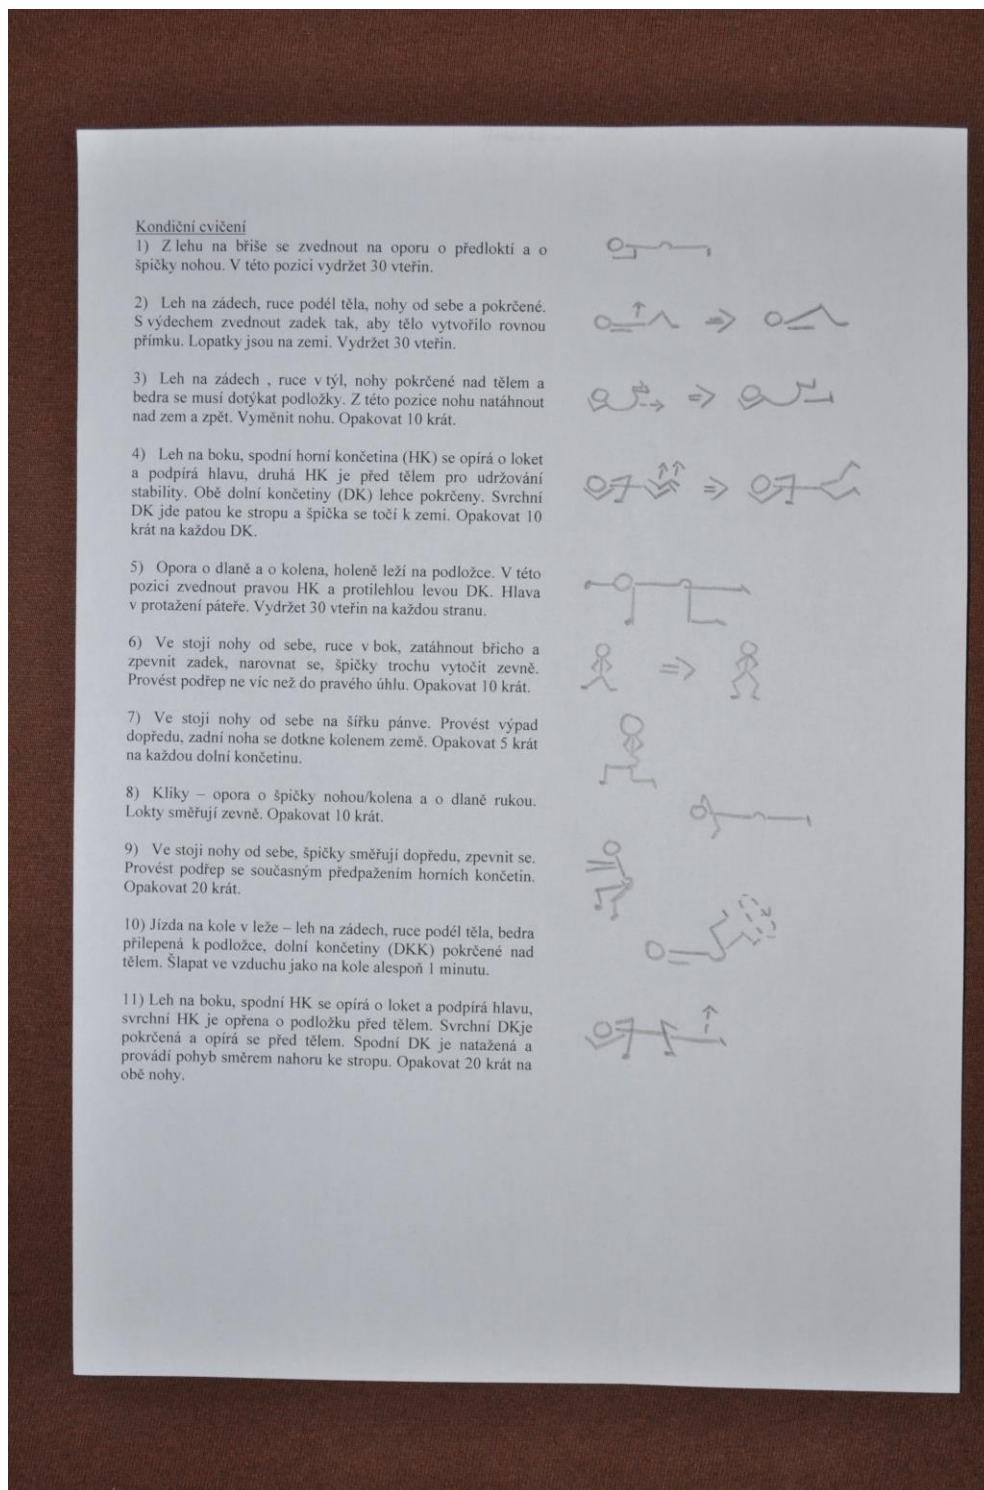 Kondiční cvičení
1) Z lehu na břiše se zvednout na oporu o předloktí a o
špičky nohou. V této pozici vydržet 30 vteřin.
2) Leh na zádech, ruce podél těla, nohy od sebe a pokrčené.
S výdechem zvednout zadek tak, aby tělo vytvořilo rovnou
přímku. Lopatky jsou na zemi. Vydržet 30 vteřin.
3) Leh na zádech , ruce v týl, nohy pokrčené nad tělem a
bedra se musí dotýkat podložky. Z této pozice nohu natáhnout
nad zem a zpět. Vyměnit nohu. Opakovat 10 krát.
4) Leh na boku, spodní horní končetina (HK) se opírá o loket
a podpírá hlavu, druhá HK je před tělem pro udržování
stability. Obě dolní končetiny (DK) lehce pokrčeny. Svrchní
DK jde patou ke stropu a špička se točí k zemi. Opakovat 10
krát na každou DK.
5) Opora o dlaně a o kolena, holeně leží na podložce. V této
pozici zvednout pravou HK a protilehlou levou DK. Hlava
v protažení páteře. Vydržet 30 vteřin na každou stranu.
6) Ve stoji nohy od sebe, ruce v bok, zatáhnout břicho a
zpevnit zadek, narovnat se, špičky trochu vytočit zevně.
Provést podřep ne víc než do pravého úhlu. Opakovat 10 krát.
7) Ve stoji nohy od sebe na šířku pánve. Provést výpad
dopředu, zadní noha se dotkne kolenem země. Opakovat 5 krát
na každou dolní končetinu.
8) Kliky – opora o špičky nohou/kolena a o dlaně rukou.
Lokty směřují zevně. Opakovat 10 krát.
9) Ve stoji nohy od sebe, špičky směřují dopředu, zpevnit se.
Provést podřep se současným předpažením horních končetin.
Opakovat 20 krát.
10) Jízda na kole v leže – leh na zádech, ruce podél těla, bedra
přilepená k podložce, dolní končetiny (DKK) pokrčené nad
tělem. Šlapat ve vzduchu jako na kole alespoň 1 minutu.
11) Leh na boku, spodní HK se opírá o loket a podpírá hlavu,
svrchní HK je opřena o podložku před tělem. Svrchní DKje
pokrčená a opírá se před tělem. Spodní DK je natažená a
provádí pohyb směrem nahoru ke stropu. Opakovat 20 krát na
obě nohy.